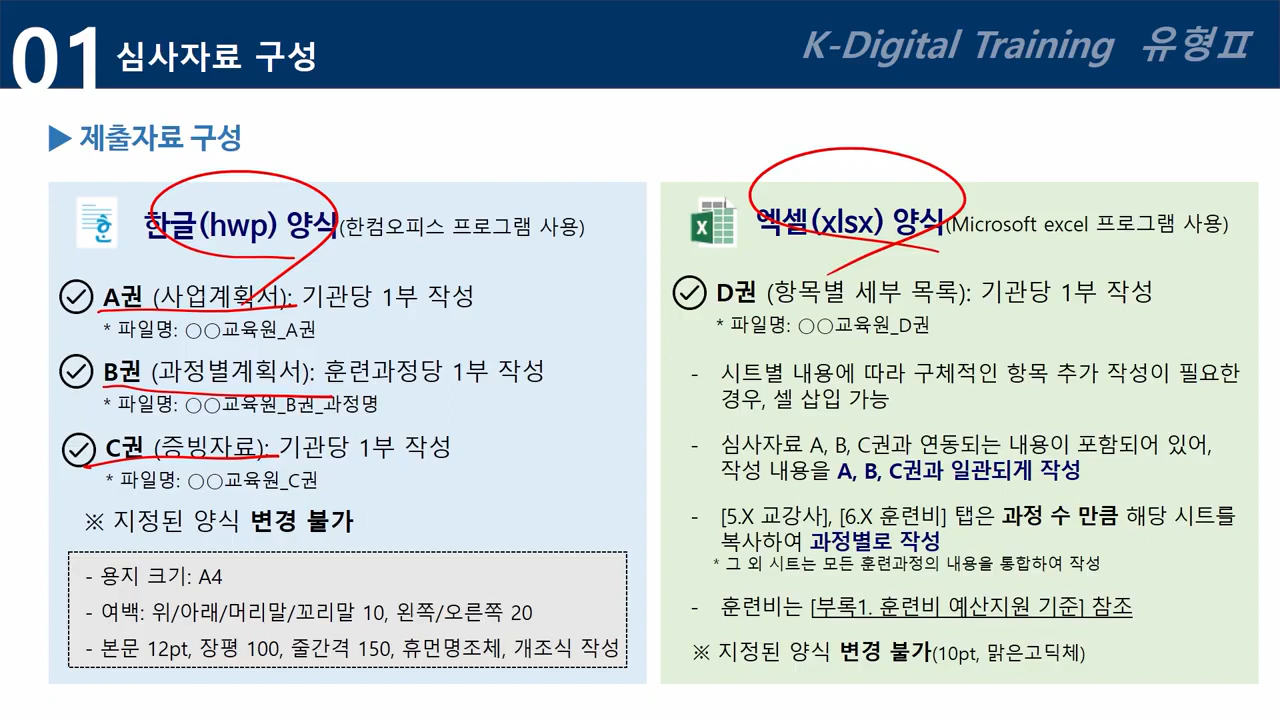 01 심사자료 구성
K-Digital Training 유형Ⅱ
▶ 제출자료 구성
한글(hwp) 양식(한컴오피스 프로그램 사용)
A권 (사업계획서): 기관당 1부 작성
* 파일명: ○○교육원_A권
B권 (과정별계획서): 훈련과정당 1부 작성
* 파일명: ○○교육원_B권_과정명
C권 (증빙자료): 기관당 1부 작성
* 파일명: ○○교육원_C권
※ 지정된 양식 변경 불가
- 용지 크기: A4
- 여백: 위/아래/머리말/꼬리말 10, 왼쪽/오른쪽 20
- 본문 12pt, 장평 100, 줄간격 150, 휴먼명조체, 개조식 작성
엑셀(xlsx) 양식(Microsoft excel 프로그램 사용)
D권 (항목별 세부 목록): 기관당 1부 작성
* 파일명: ○○교육원_D권
- 시트별 내용에 따라 구체적인 항목 추가 작성이 필요한
경우, 셀 삽입 가능
- 심사자료 A, B, C권과 연동되는 내용이 포함되어 있어,
작성 내용을 A, B, C권과 일관되게 작성
- [5.X 교강사], [6.X 훈련비] 탭은 과정 수 만큼 해당 시트를
복사하여 과정별로 작성
* 그 외 시트는 모든 훈련과정의 내용을 통합하여 작성
- 훈련비는 [부록1. 훈련비 예산지원 기준] 참조
※ 지정된 양식 변경 불가(10pt, 맑은고딕체)